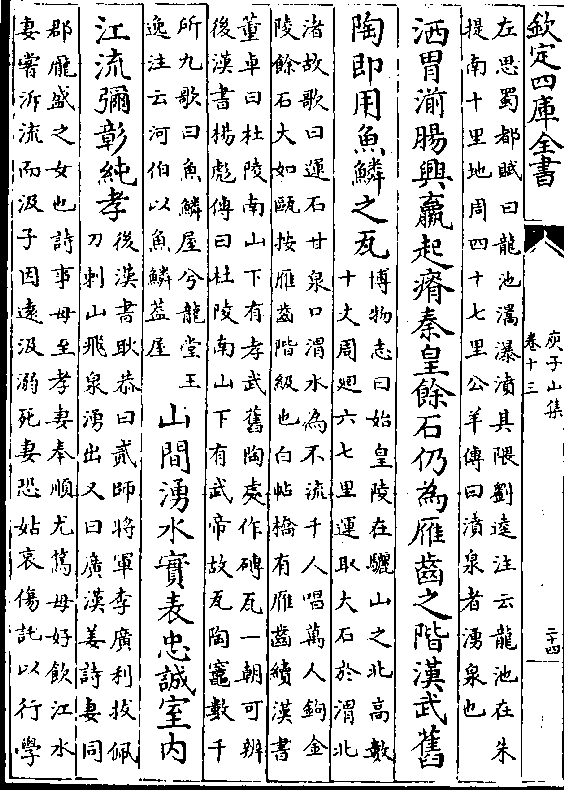 欽定四庫全書
庾子山集
卷十三
二十四
左思蜀都賦曰龍池㶖瀑濆其隈劉逵注云龍池在朱
提南十里地周四十七里公羊傳曰濆泉者湧泉也
洒胃湔腸興羸起瘠秦皇餘石仍為雁齒之階漢武舊
陶即用魚鱗之瓦
博物志曰始皇陵在驪山之北高數
十丈周迴六七里運取大石於渭北
渚故歌曰運石甘泉口渭水為不流千人唱萬人鉤金
陵餘石大如甌按雁齒階級也白帖橋有雁齒續漢書
董卓曰杜陵南山下有孝武舊陶處作磚瓦一朝可辨
後漢書楊彪傳曰杜陵南山下有武帝故瓦陶竈數千
所九歌曰魚鱗屋兮龍堂王
逸注云河伯以魚鱗蓋屋
山間湧水實表忠誠室內
江流彌彰純孝
後漢書耿恭曰貳師將軍李廣利拔佩
刀刺山飛泉湧出又曰廣漢姜詩妻同
郡龐盛之女也詩事母至孝妻奉順尤篤母好飲江水
妻嘗泝流而汲子因遠汲溺死妻恐姑哀傷託以行學